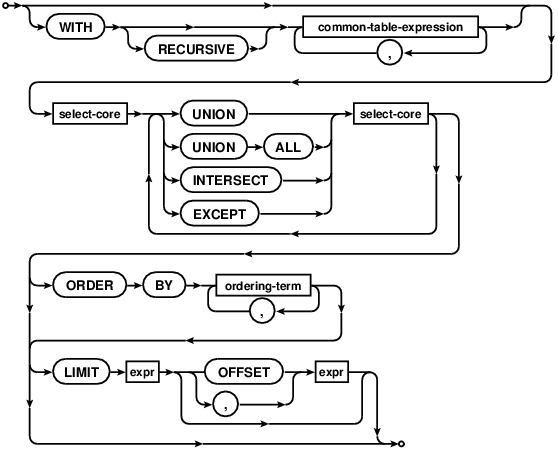 WITH RECURSIVE common-table-expression
,
select-core UNION select-core
UNION ALL
INTERSECT
EXCEPT
ORDER BY ordering-term
,
LIMIT expr OFFSET expr
,